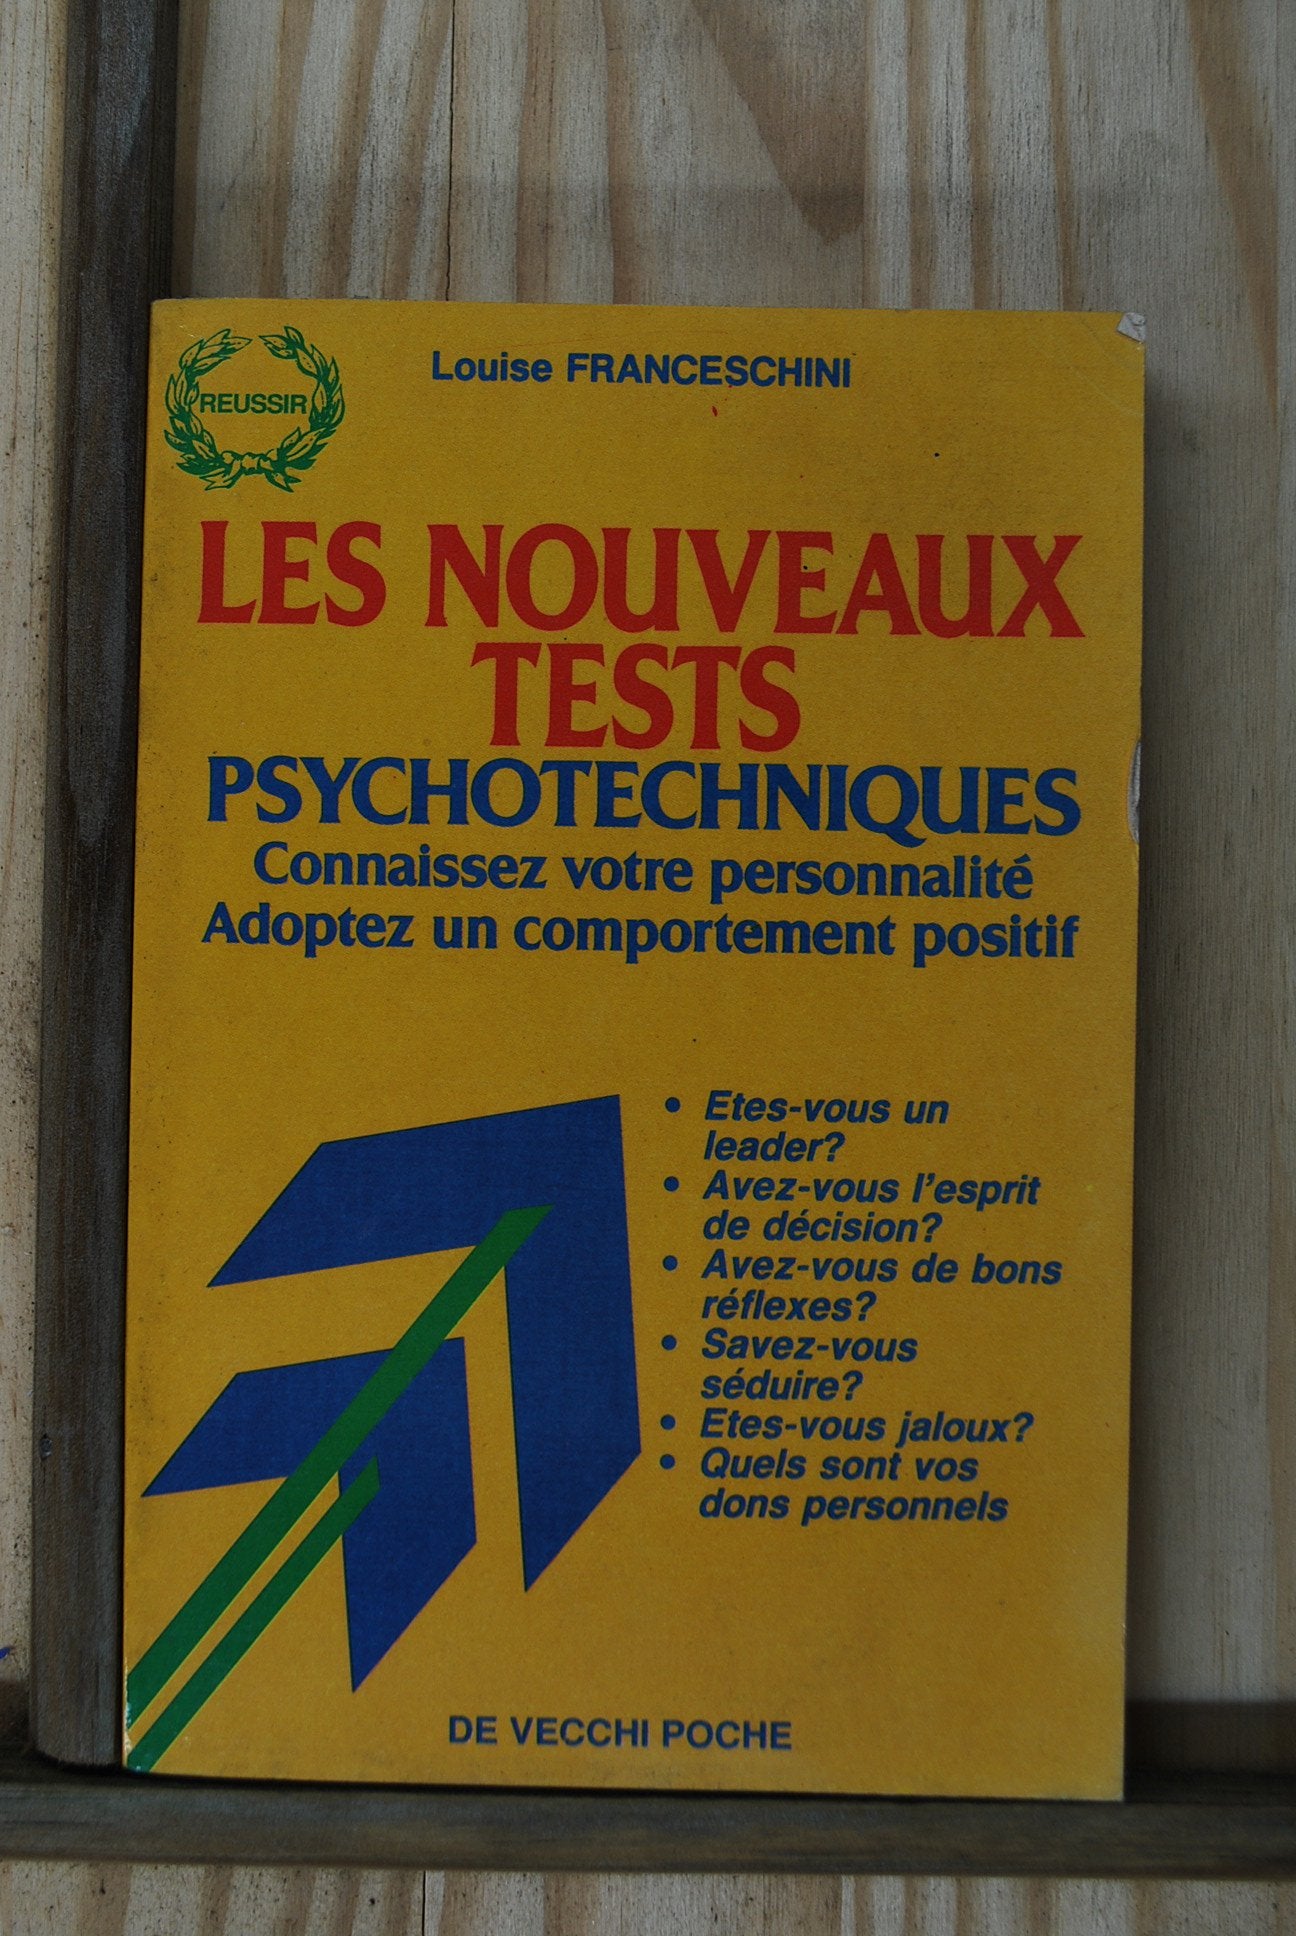 Louise FRANCESCHINI
REUSSIR
LES NOUVEAUX
TESTS
PSYCHOTECHNIQUES
Connaissez votre personnalité
Adoptez un comportement positif
• Etes-vous un
leader?
• Avez-vous l'esprit
de décision?
• Avez-vous de bons
réflexes?
• Savez-vous
séduire?
• Etes-vous jaloux?
• Quels sont vos
dons personnels
DE VECCHI POCHE